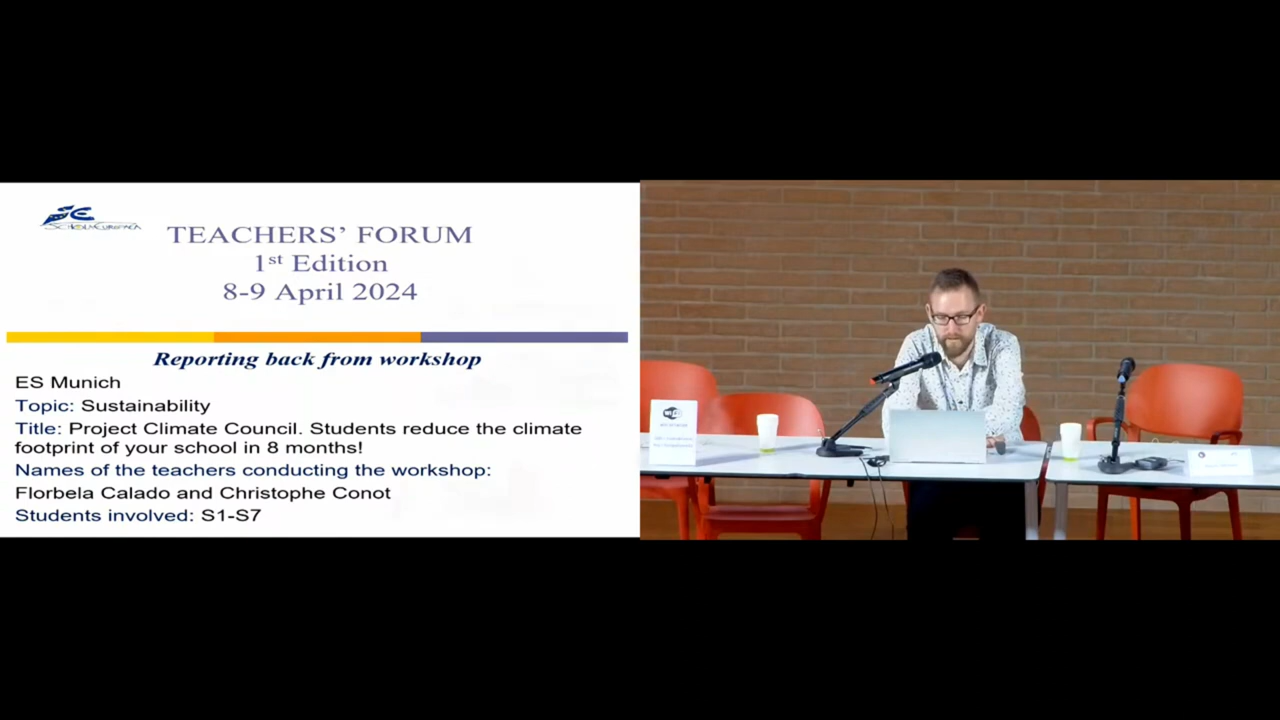 SCHOLA EUROPAEA
TEACHERS’ FORUM
1st Edition
8-9 April 2024
Reporting back from workshop
ES Munich
Topic: Sustainability
Title: Project Climate Council. Students reduce the climate
footprint of your school in 8 months!
Names of the teachers conducting the workshop:
Florbela Calado and Christophe Conot
Students involved: S1-S7